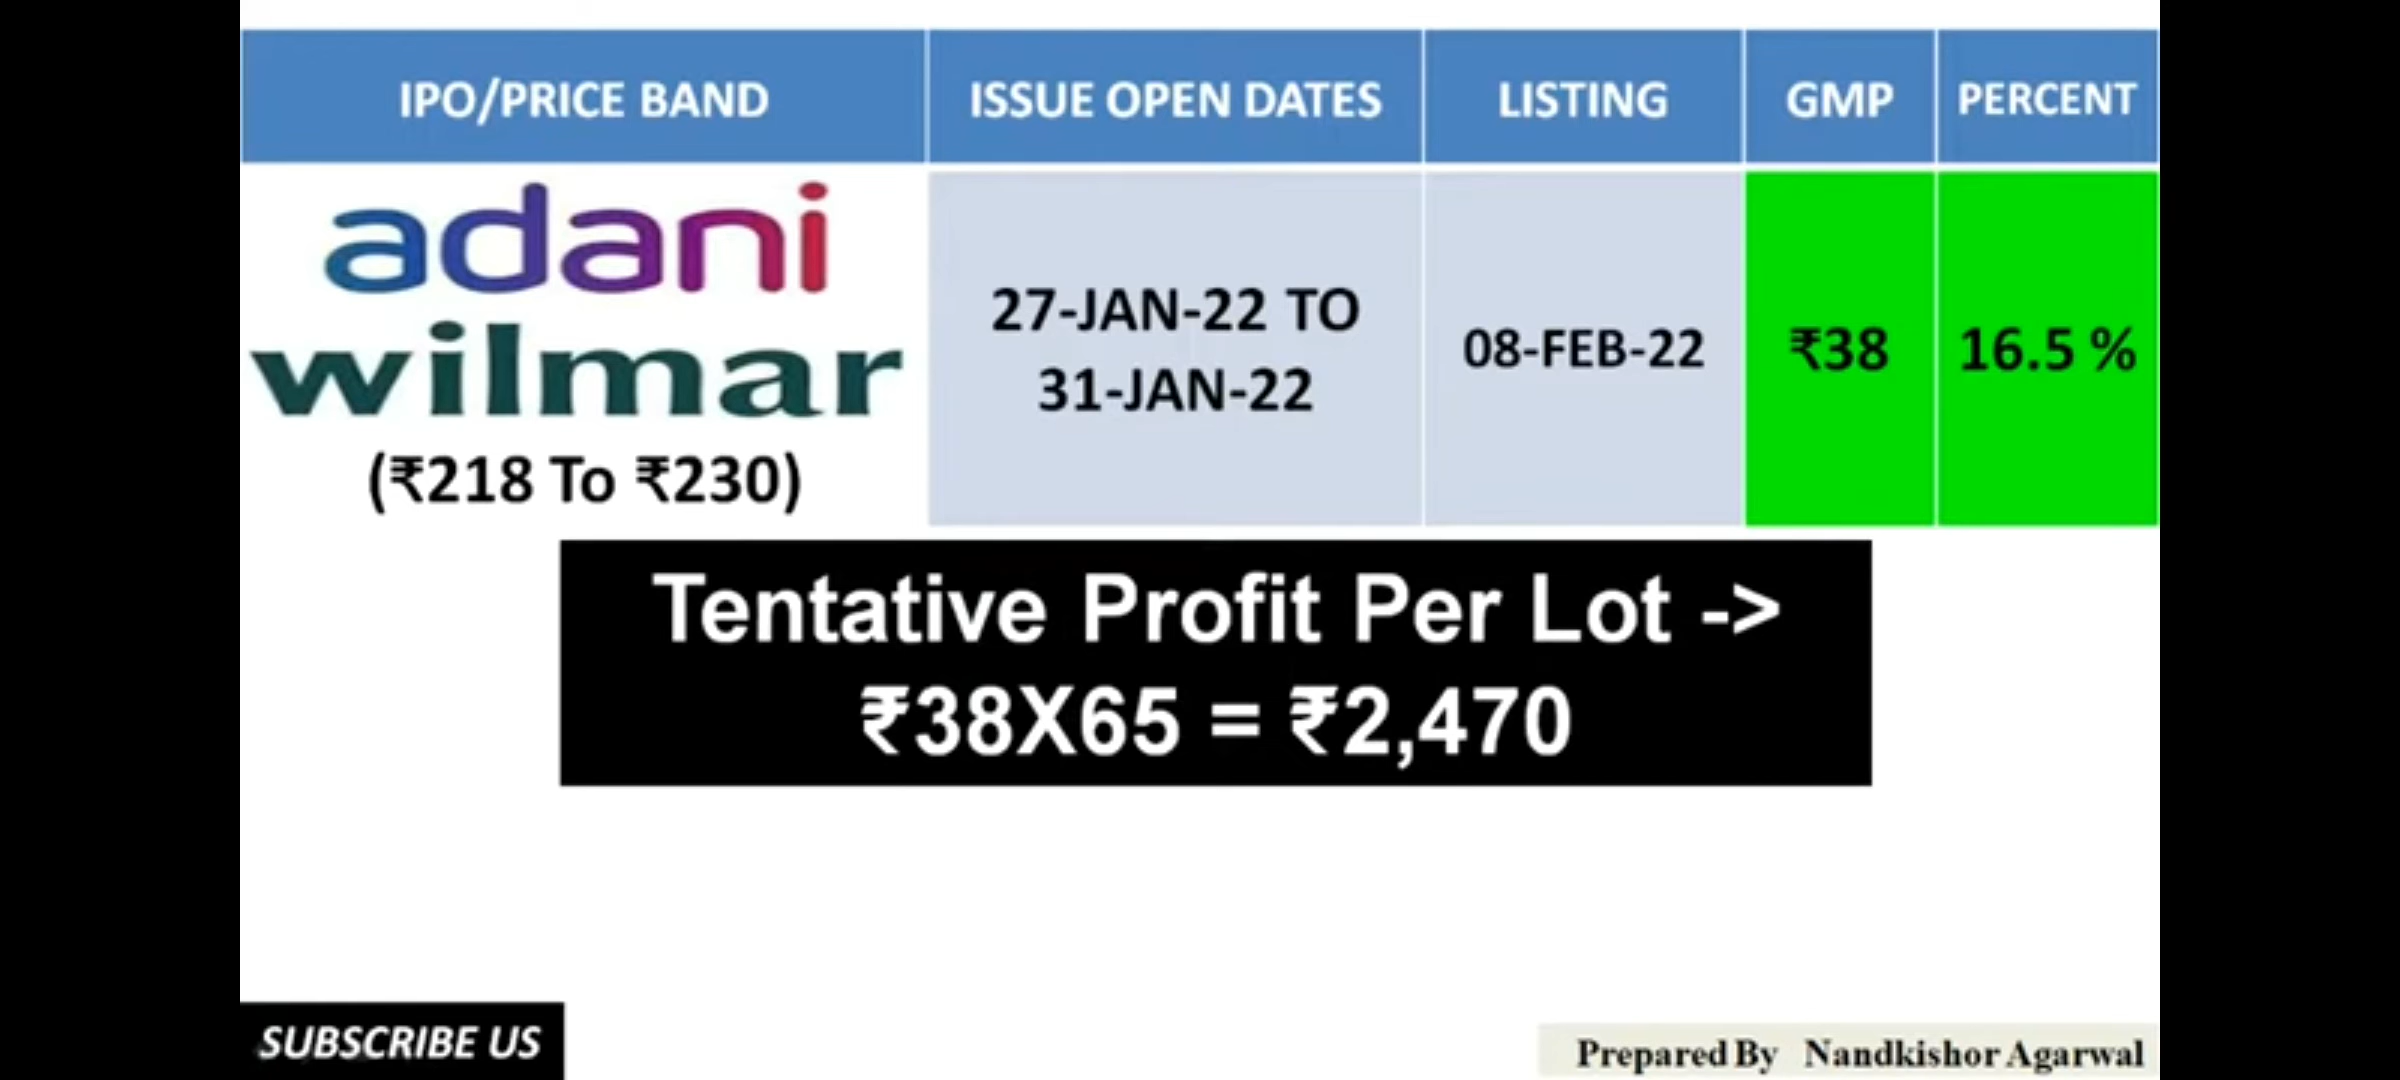 IPO/PRICE BAND
ISSUE OPEN DATES
LISTING
GMP
PERCENT
adani
wilmar
(₹218 To ₹230)
27-JAN-22 TO
31-JAN-22
08-FEB-22
₹38
16.5 %
Tentative Profit Per Lot ->
₹38X65 = ₹2,470
SUBSCRIBE US
Prepared By Nandkishor Agarwal